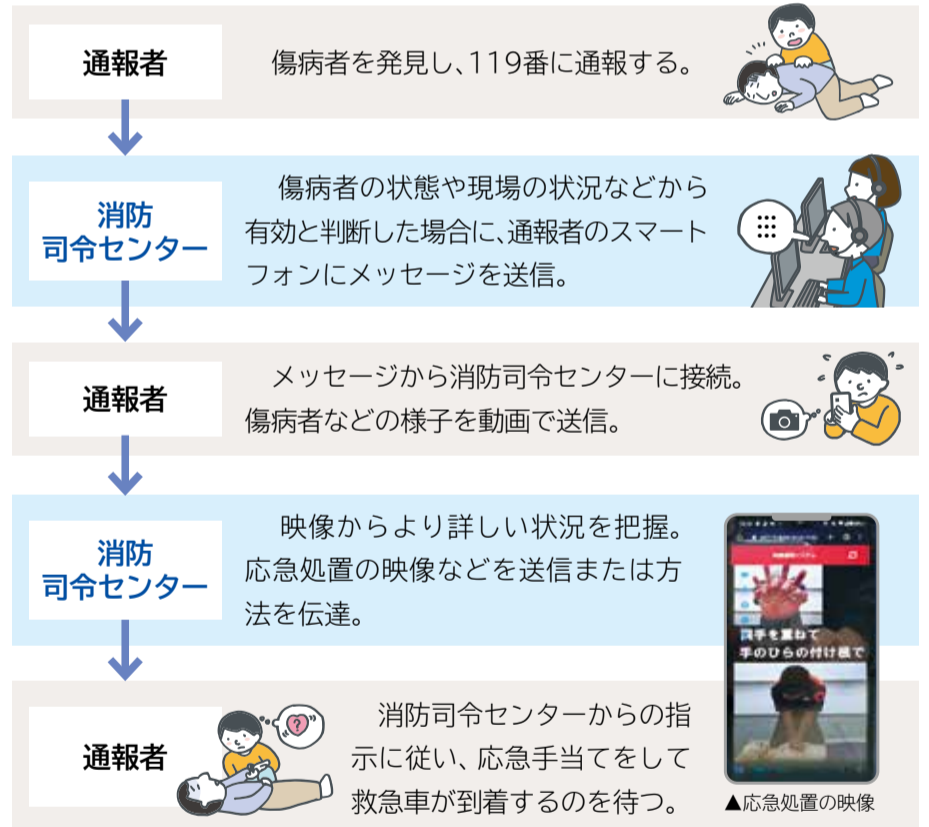 通報者
傷病者を発見し、119番に通報する。
消防
司令センター
傷病者の状態や現場の状況などから
有効と判断した場合に、通報者のスマート
フォンにメッセージを送信。
通報者
メッセージから消防司令センターに接続。
傷病者などの様子を動画で送信。
消防
司令センター
映像からより詳しい状況を把握。
応急処置の映像などを送信または方
法を伝達。
両手を重ねて
手のひらの付け根で
通報者
消防司令センターからの指
示に従い、応急手当てをして
救急車が到着するのを待つ。
▲応急処置の映像